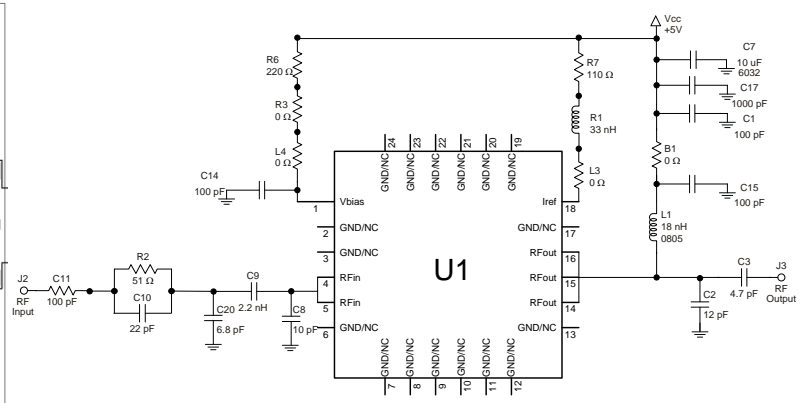 Vcc
+5V
C7
10 uF
6032
C17
1000 pF
C1
100 pF
B1
0 Ω
C15
100 pF
L1
18 nH
0805
R6
220 Ω
R3
0 Ω
L4
0 Ω
C14
100 pF
R7
110 Ω
R1
33 nH
L3
0 Ω
24 23 22 21 20 19
GND/NC GND/NC GND/NC GND/NC GND/NC GND/NC
1 Vbias
2 GND/NC
3 GND/NC
4 RFin
5 RFin
6 GND/NC
U1
Iref 18
GND/NC 17
RFout 16
RFout 15
RFout 14
GND/NC 13
GND/NC GND/NC GND/NC GND/NC GND/NC GND/NC
7 8 9 10 11 12
J2
RF
Input
C11
100 pF
R2
51 Ω
C10
22 pF
C20
6.8 pF
C9
2.2 nH
C8
10 pF
C2
12 pF
C3
4.7 pF
J3
RF
Output